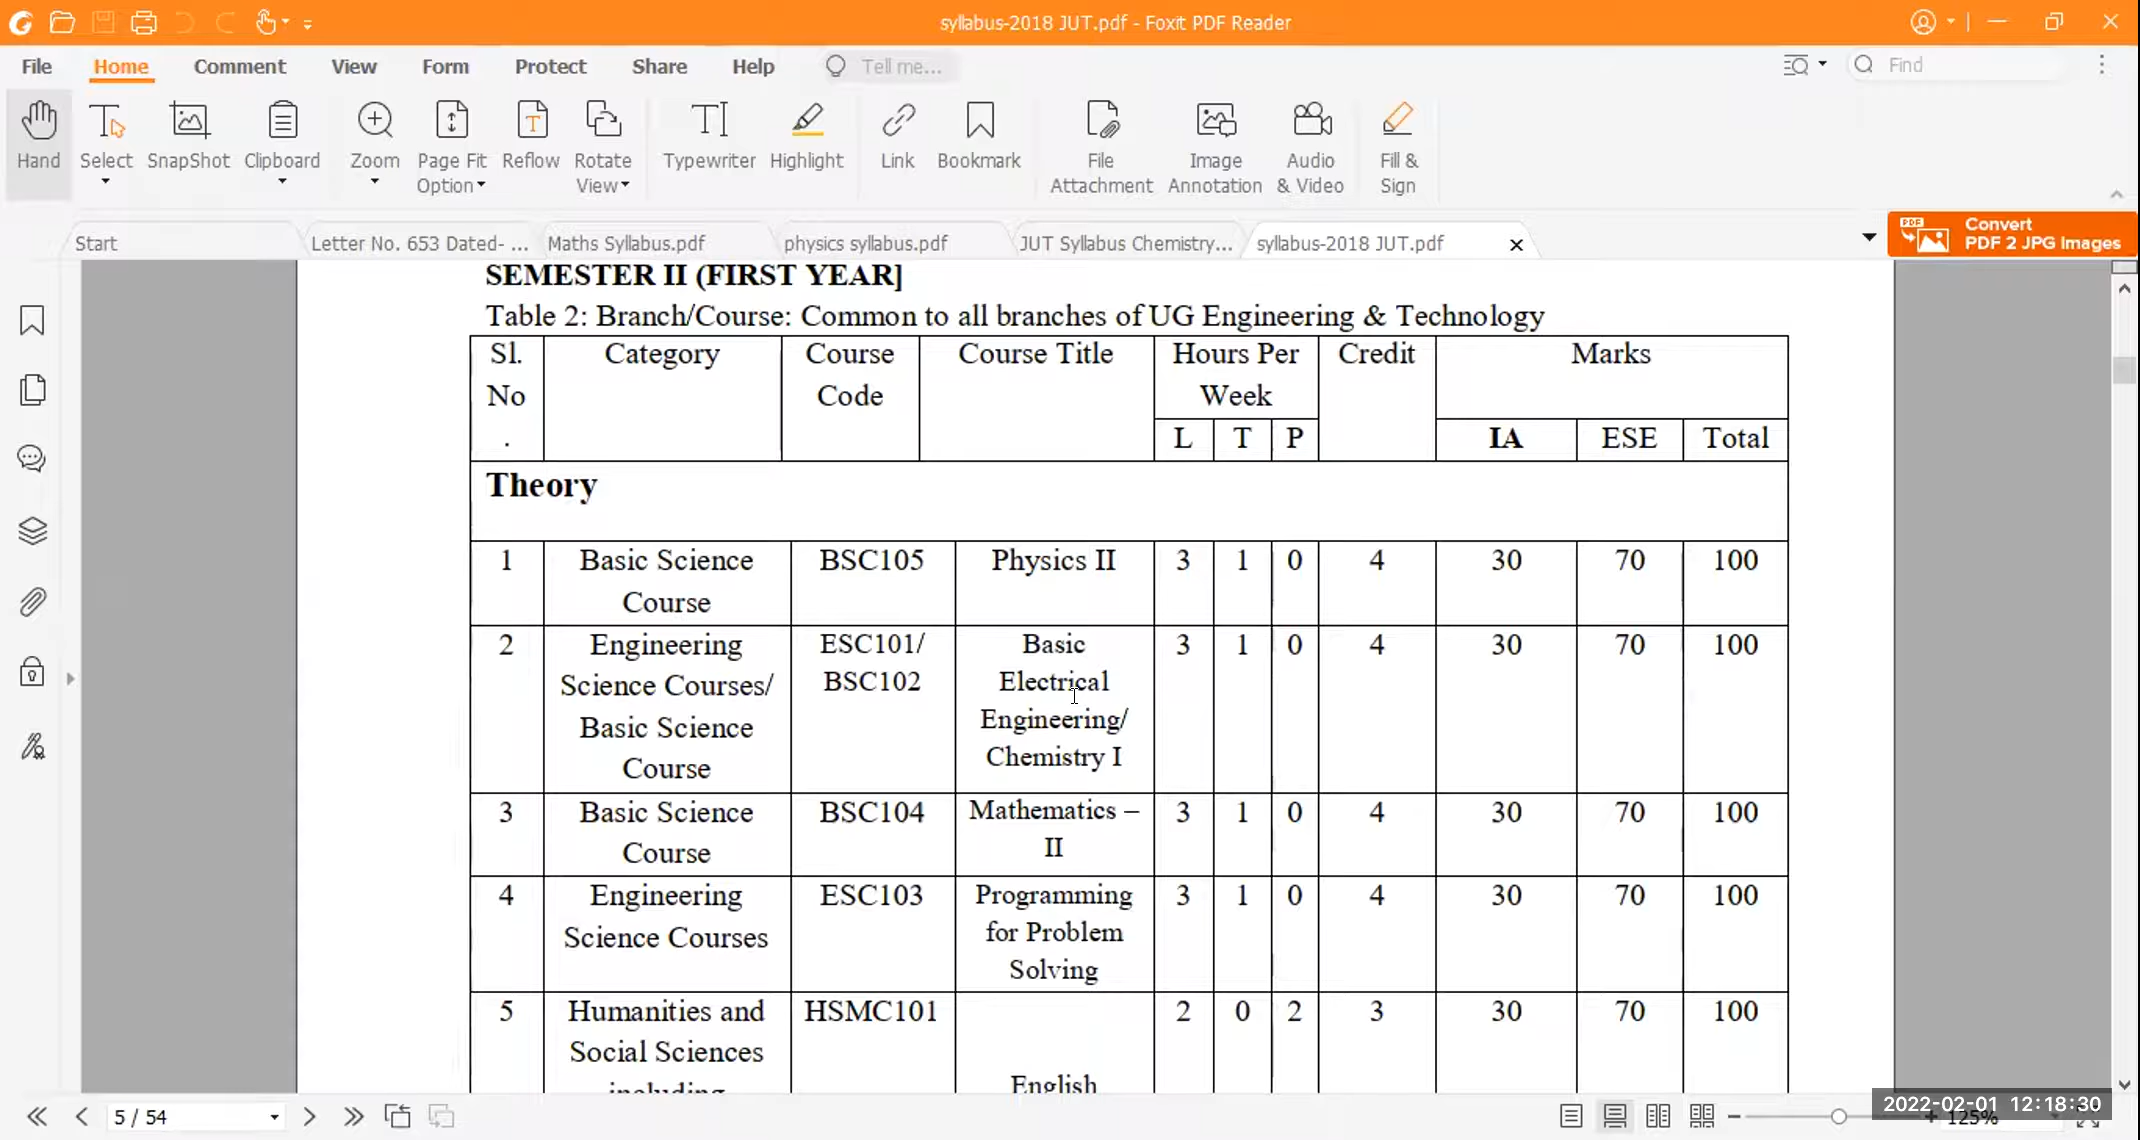 syllabus-2018 JUT.pdf - Foxit PDF Reader
File Home Comment View Form Protect Share Help Tell me... Find
Hand Select SnapShot Clipboard Zoom Page Fit Option Reflow Rotate View Typewriter Highlight Link Bookmark File Attachment Image Annotation Audio & Video Fill & Sign
Start Letter No. 653 Dated- ... Maths Syllabus.pdf physics syllabus.pdf JUT Syllabus Chemistry... syllabus-2018 JUT.pdf
PDF Convert
PDF 2 JPG Images
SEMESTER II (FIRST YEAR]
Table 2: Branch/Course: Common to all branches of UG Engineering & Technology
Sl. No . Category Course Code Course Title Hours Per Week Credit Marks
L T P IA ESE Total
Theory
1 Basic Science Course BSC105 Physics II 3 1 0 4 30 70 100
2 Engineering Science Courses/ Basic Science Course ESC101/ BSC102 Basic Electrical Engineering/ Chemistry I 3 1 0 4 30 70 100
3 Basic Science Course BSC104 Mathematics – II 3 1 0 4 30 70 100
4 Engineering Science Courses ESC103 Programming for Problem Solving 3 1 0 4 30 70 100
5 Humanities and Social Sciences including HSMC101 English 2 0 2 3 30 70 100
5 / 54
2022-02-01 12:18:30
125%